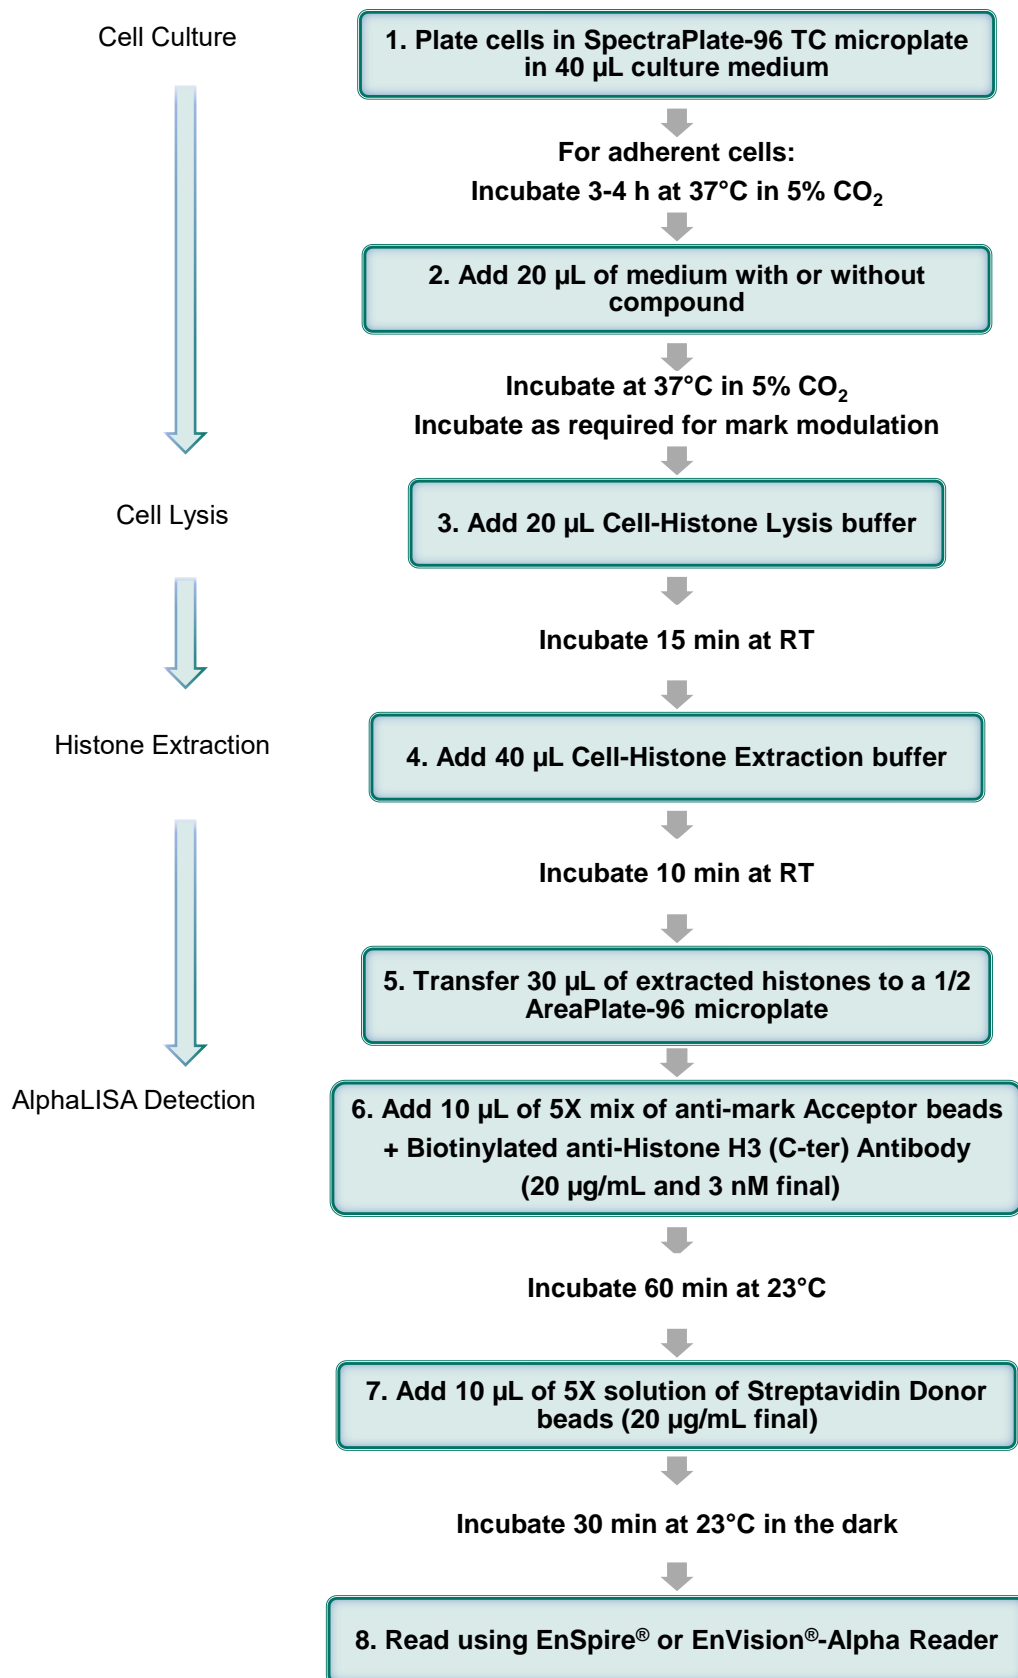 Cell Culture
1. Plate cells in SpectraPlate-96 TC microplate
in 40 µL culture medium
For adherent cells:
Incubate 3-4 h at 37°C in 5% CO₂
2. Add 20 µL of medium with or without
compound
Incubate at 37°C in 5% CO₂
Incubate as required for mark modulation
Cell Lysis
3. Add 20 µL Cell-Histone Lysis buffer
Incubate 15 min at RT
Histone Extraction
4. Add 40 µL Cell-Histone Extraction buffer
Incubate 10 min at RT
5. Transfer 30 µL of extracted histones to a 1/2
AreaPlate-96 microplate
AlphaLISA Detection
6. Add 10 µL of 5X mix of anti-mark Acceptor beads
+ Biotinylated anti-Histone H3 (C-ter) Antibody
(20 µg/mL and 3 nM final)
Incubate 60 min at 23°C
7. Add 10 µL of 5X solution of Streptavidin Donor
beads (20 µg/mL final)
Incubate 30 min at 23°C in the dark
8. Read using EnSpire® or EnVision®-Alpha Reader